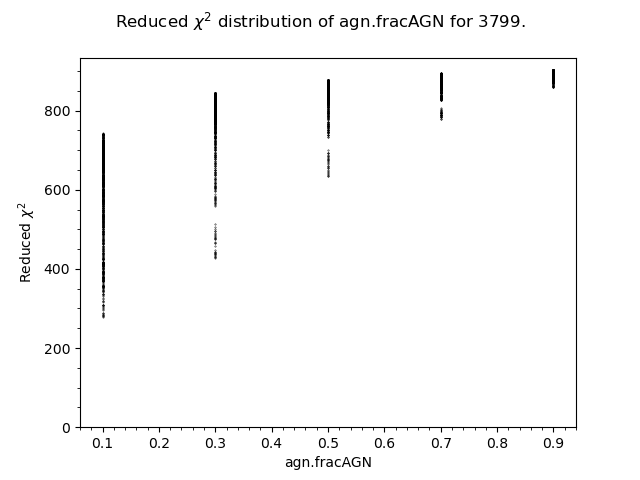 Reduced χ² distribution of agn.fracAGN for 3799.
Reduced χ²
800
600
400
200
0
0.1 0.2 0.3 0.4 0.5 0.6 0.7 0.8 0.9
agn.fracAGN